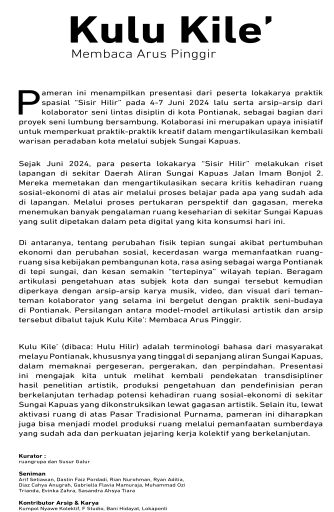 Kulu Kile’
Membaca Arus Pinggir
Pameran ini menampilkan presentasi dari peserta lokakarya praktik
spasial “Sisir Hilir” pada 4-7 Juni 2024 lalu serta arsip-arsip dari
kolaborator seni lintas disiplin di kota Pontianak, sebagai bagian dari
proyek seni lumbung bersambung. Kolaborasi ini merupakan upaya inisiatif
untuk memperkuat praktik-praktik kreatif dalam mengartikulasikan kembali
warisan peradaban kota melalui subjek Sungai Kapuas.
Sejak Juni 2024, para peserta lokakarya “Sisir Hilir” melakukan riset
lapangan di sekitar Daerah Aliran Sungai Kapuas Jalan Imam Bonjol 2.
Mereka memetakan dan mengartikulasikan secara kritis kehadiran ruang
sosial-ekonomi di atas air melalui proses belajar pada apa yang sudah ada
di lapangan. Melalui proses pertukaran perspektif dan gagasan, mereka
menemukan banyak pengalaman ruang keseharian di sekitar Sungai Kapuas
yang sulit dipetakan dalam peta digital yang kita konsumsi hari ini.
Di antaranya, tentang perubahan fisik tepian sungai akibat pertumbuhan
ekonomi dan perubahan sosial, kecerdasan warga memanfaatkan ruang-
ruang sisa kebijakan pembangunan kota, rasa asing sebagai warga Pontianak
di tepi sungai, dan kesan semakin “tertepinya” wilayah tepian. Beragam
artikulasi pengetahuan atas subjek kota dan sungai tersebut kemudian
diperkaya dengan arsip-arsip karya musik, video, dan visual dari teman-
teman kolaborator yang selama ini bergelut dengan praktik seni-budaya
di Pontianak. Persilangan antara model-model artikulasi artistik dan arsip
tersebut dibalut tajuk Kulu Kile’: Membaca Arus Pinggir.
Kulu Kile’ (dibaca: Hulu Hilir) adalah terminologi bahasa dari masyarakat
melayu Pontianak, khususnya yang tinggal di sepanjang aliran Sungai Kapuas,
dalam memaknai pergeseran, pergerakan, dan perpindahan. Presentasi
ini mengajak kita untuk melihat kembali pendekatan transdisipliner
hasil penelitian artistik, produksi pengetahuan dan pendefinisian peran
berkelanjutan terhadap potensi kehadiran ruang sosial-ekonomi di sekitar
Sungai Kapuas yang dikonstruksikan lewat gagasan artistik. Selain itu, lewat
aktivasi ruang di atas Pasar Tradisional Purnama, pameran ini diharapkan
juga bisa menjadi model produksi ruang melalui pemanfaatan sumberdaya
yang sudah ada dan perkuatan jejaring kerja kolektif yang berkelanjutan.
Kurator :
ruangrupa dan Susur Galur
Seniman
Arif Setiawan, Dastin Faiz Pordadi, Rian Nurohman, Ryan Aditia,
Diaz Cahya Anugrah, Gabriella Flavia Mamuraja, Muhammad Ozi
Trianda, Evinka Zahra, Sasandra Ahsya Tiara
Kontributor Arsip & Karya
Kumpol Nyawe Kolektif, F Studio, Bani Hidayat, Lokapenti